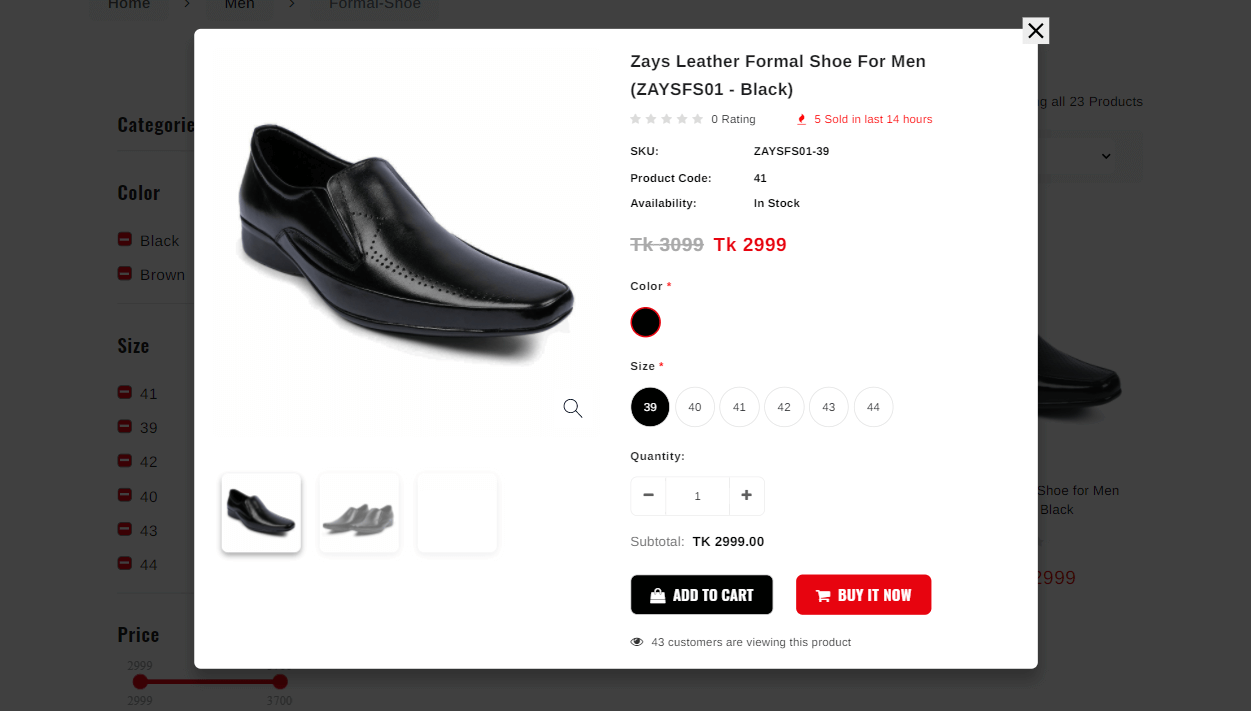 Home > Men > Formal-Shoe
Categorie
Color
Black
Brown
Size
41
39
42
40
43
44
Price
2999
2999 3700
Zays Leather Formal Shoe For Men
(ZAYSFS01 - Black)
0 Rating 5 Sold in last 14 hours
SKU: ZAYSFS01-39
Product Code: 41
Availability: In Stock
Tk 3099 Tk 2999
Color *
Size *
39 40 41 42 43 44
Quantity:
− 1 +
Subtotal: TK 2999.00
ADD TO CART BUY IT NOW
43 customers are viewing this product
g all 23 Products
Shoe for Men
Black
2999